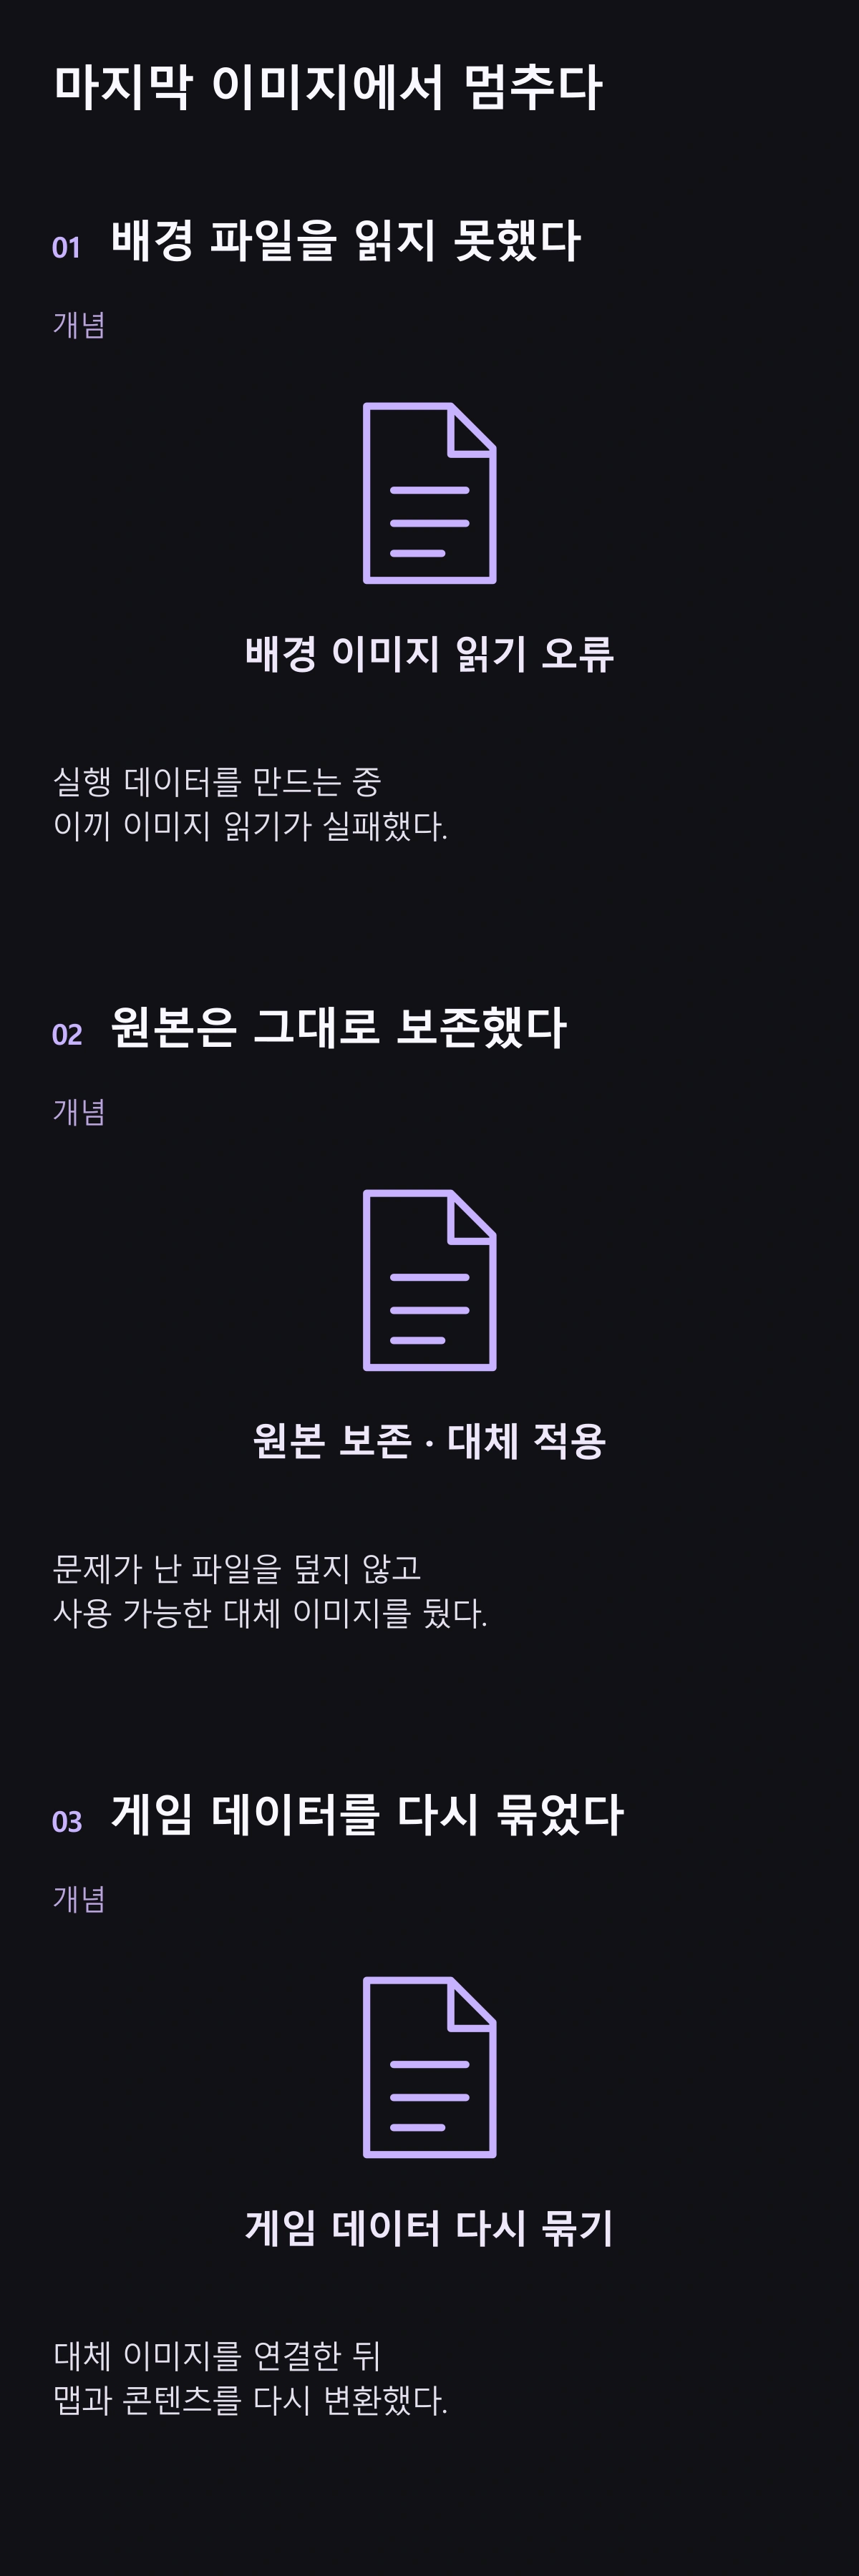 마지막 이미지에서 멈추다
01 배경 파일을 읽지 못했다
개념
배경 이미지 읽기 오류
실행 데이터를 만드는 중
이끼 이미지 읽기가 실패했다.
02 원본은 그대로 보존했다
개념
원본 보존 · 대체 적용
문제가 난 파일을 덮지 않고
사용 가능한 대체 이미지를 뒀다.
03 게임 데이터를 다시 묶었다
개념
게임 데이터 다시 묶기
대체 이미지를 연결한 뒤
맵과 콘텐츠를 다시 변환했다.